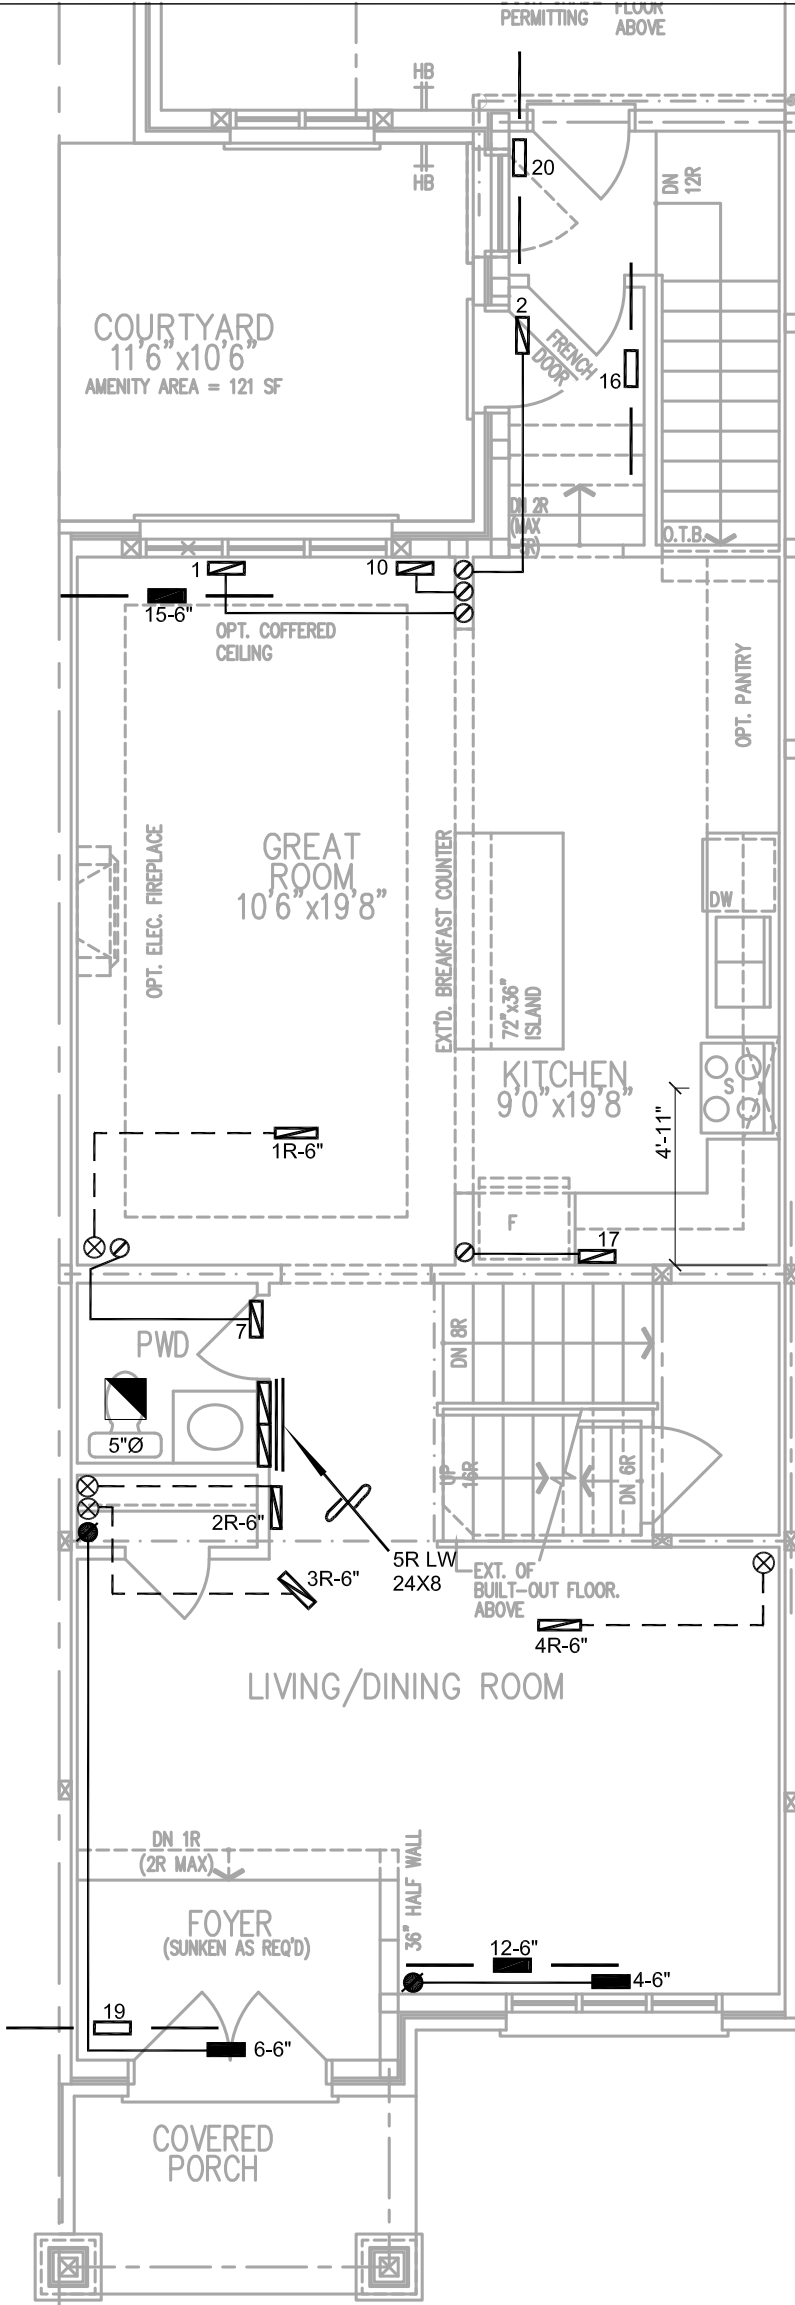 PERMITTING FLOOR
ABOVE
HB
20
HB
DN
12R
COURTYARD
11'6"x10'6"
AMENITY AREA = 121 SF
2
FRENCH
DOOR
16
DN 2R
(MAX
O.T.B.
1
10
15-6"
OPT. COFFERED
CEILING
OPT. PANTRY
GREAT
ROOM
10'6"x19'8"
OPT. ELEC. FIREPLACE
EXT'D. BREAKFAST COUNTER
DW
72"x36"
ISLAND
KITCHEN
9'0"x19'8"
S
4'-11"
1R-6"
F
17
7
PWD
DN 8R
5"Ø
UP
16R
DN 6R
2R-6"
5R LW
24X8
3R-6"
EXT. OF
BUILT-OUT FLOOR.
ABOVE
4R-6"
LIVING/DINING ROOM
DN 1R
(2R MAX)
36" HALF WALL
FOYER
(SUNKEN AS REQ'D)
12-6"
4-6"
19
6-6"
COVERED
PORCH